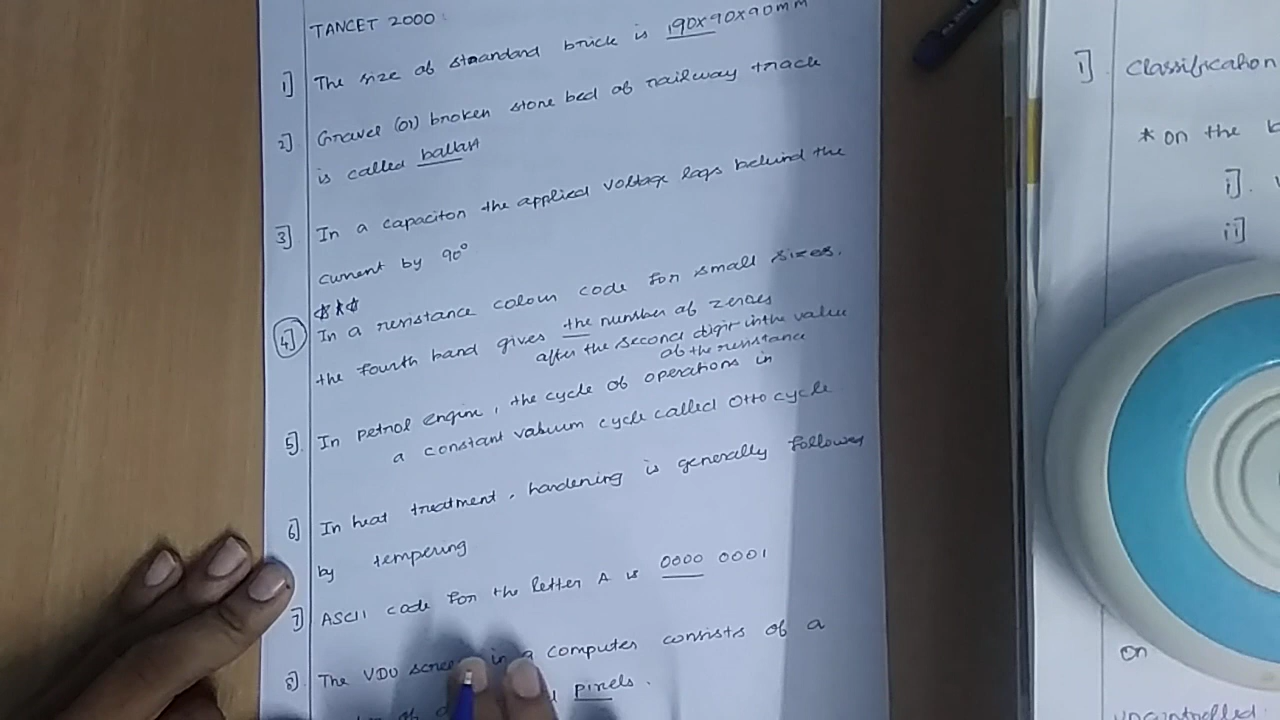 TANCET 2000:
1] The size of staandard brick is 190x90x90mm
2] Gravel (or) broken stone bed of railway track
is called ballast
3] In a capacitor the applied voltage lags behind the
current by 90°
4] In a resistance colour code for small sizes,
the fourth band gives the number of zeroes
after the second digit in the value
of the resistance
5] In petrol engine, the cycle of operations in
a constant vabuum cycle called Otto cycle
6] In heat treatment, hardening is generally follower
by tempering
7] ASCII code for the letter A is 0000 0001
8] The VDU screen in a computer consists of a
pixels.
1] Classification
* on the
i].
ii]
on
uncontrolled: